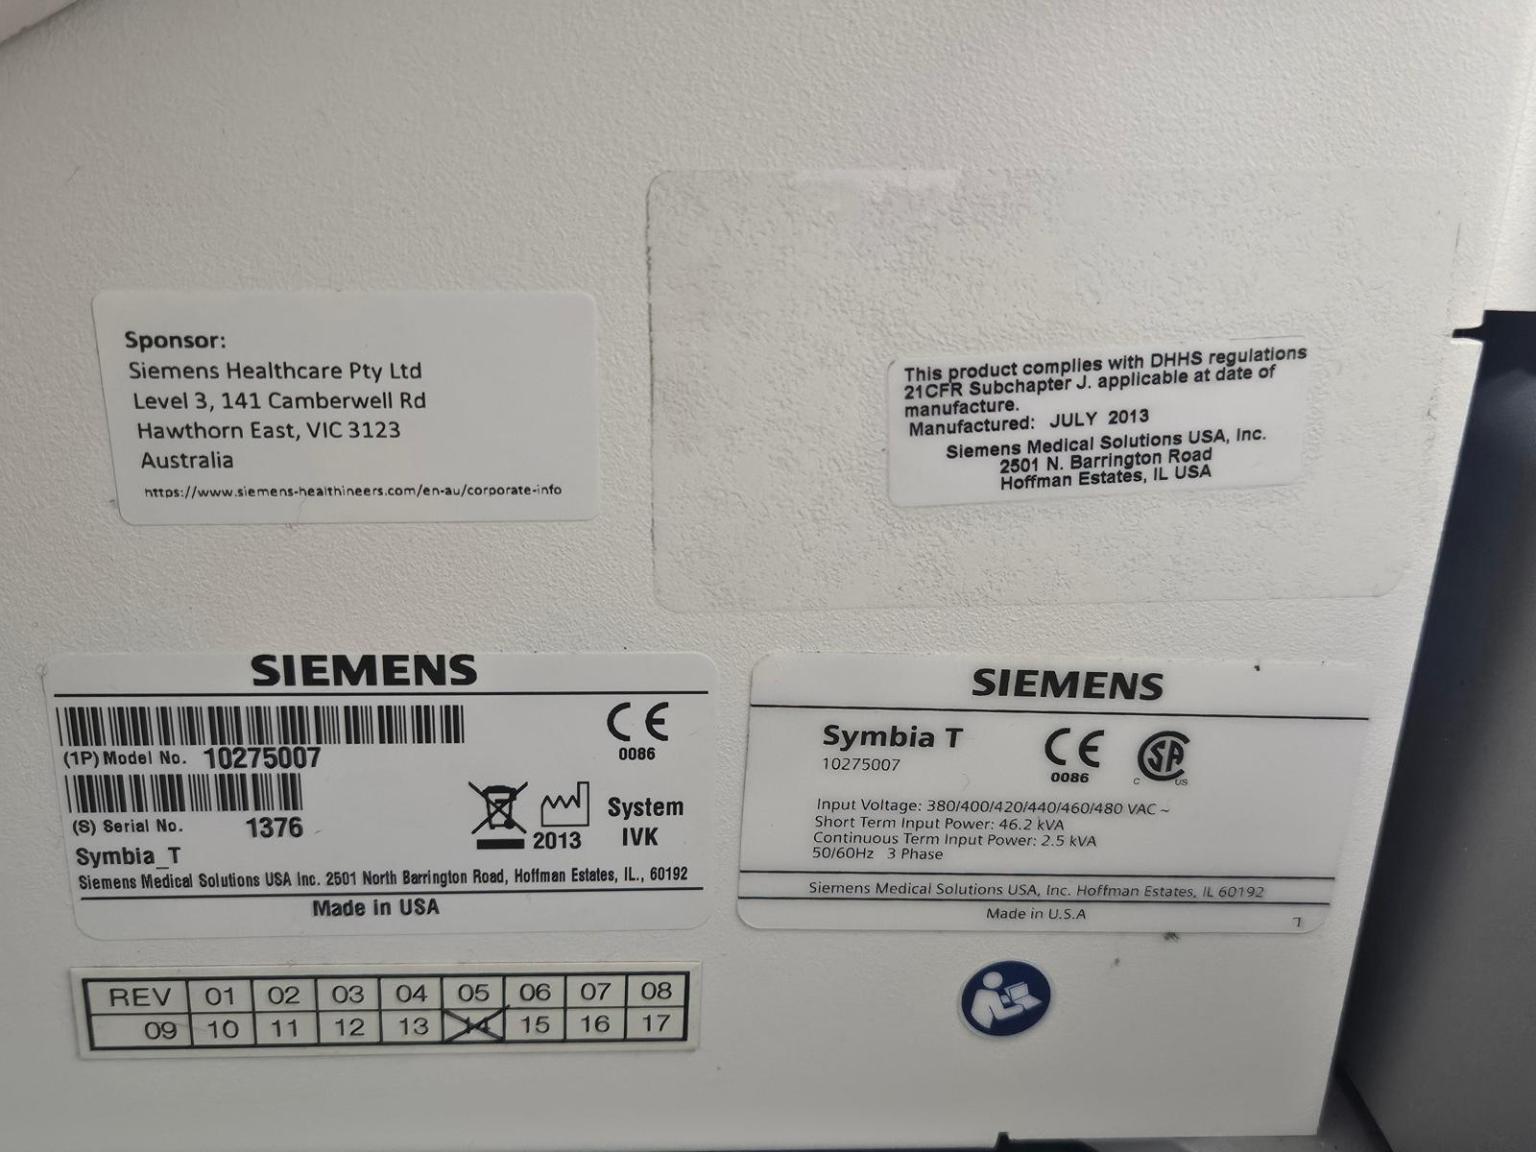 Sponsor:
Siemens Healthcare Pty Ltd
Level 3, 141 Camberwell Rd
Hawthorn East, VIC 3123
Australia
https://www.siemens-healthineers.com/en-au/corporate-info
This product complies with DHHS regulations
21CFR Subchapter J. applicable at date of
manufacture.
Manufactured: JULY 2013
Siemens Medical Solutions USA, Inc.
2501 N. Barrington Road
Hoffman Estates, IL USA
SIEMENS
CE
0086
(1P) Model No. 10275007
(S) Serial No. 1376
2013
System
IVK
Symbia_T
Siemens Medical Solutions USA Inc. 2501 North Barrington Road, Hoffman Estates, IL., 60192
Made in USA
SIEMENS
Symbia T
10275007
CE
0086
SA
C US
Input Voltage: 380/400/420/440/460/480 VAC ~
Short Term Input Power: 46.2 kVA
Continuous Term Input Power: 2.5 kVA
50/60Hz 3 Phase
Siemens Medical Solutions USA, Inc. Hoffman Estates, IL 60192
Made in U.S.A
7
REV 01 02 03 04 05 06 07 08
09 10 11 12 13 14 15 16 17